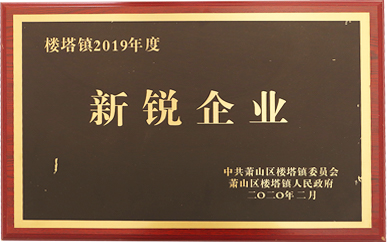 楼塔镇2019年度
新锐企业
中共萧山区楼塔镇委员会
萧山区楼塔镇人民政府
二〇二〇年二月